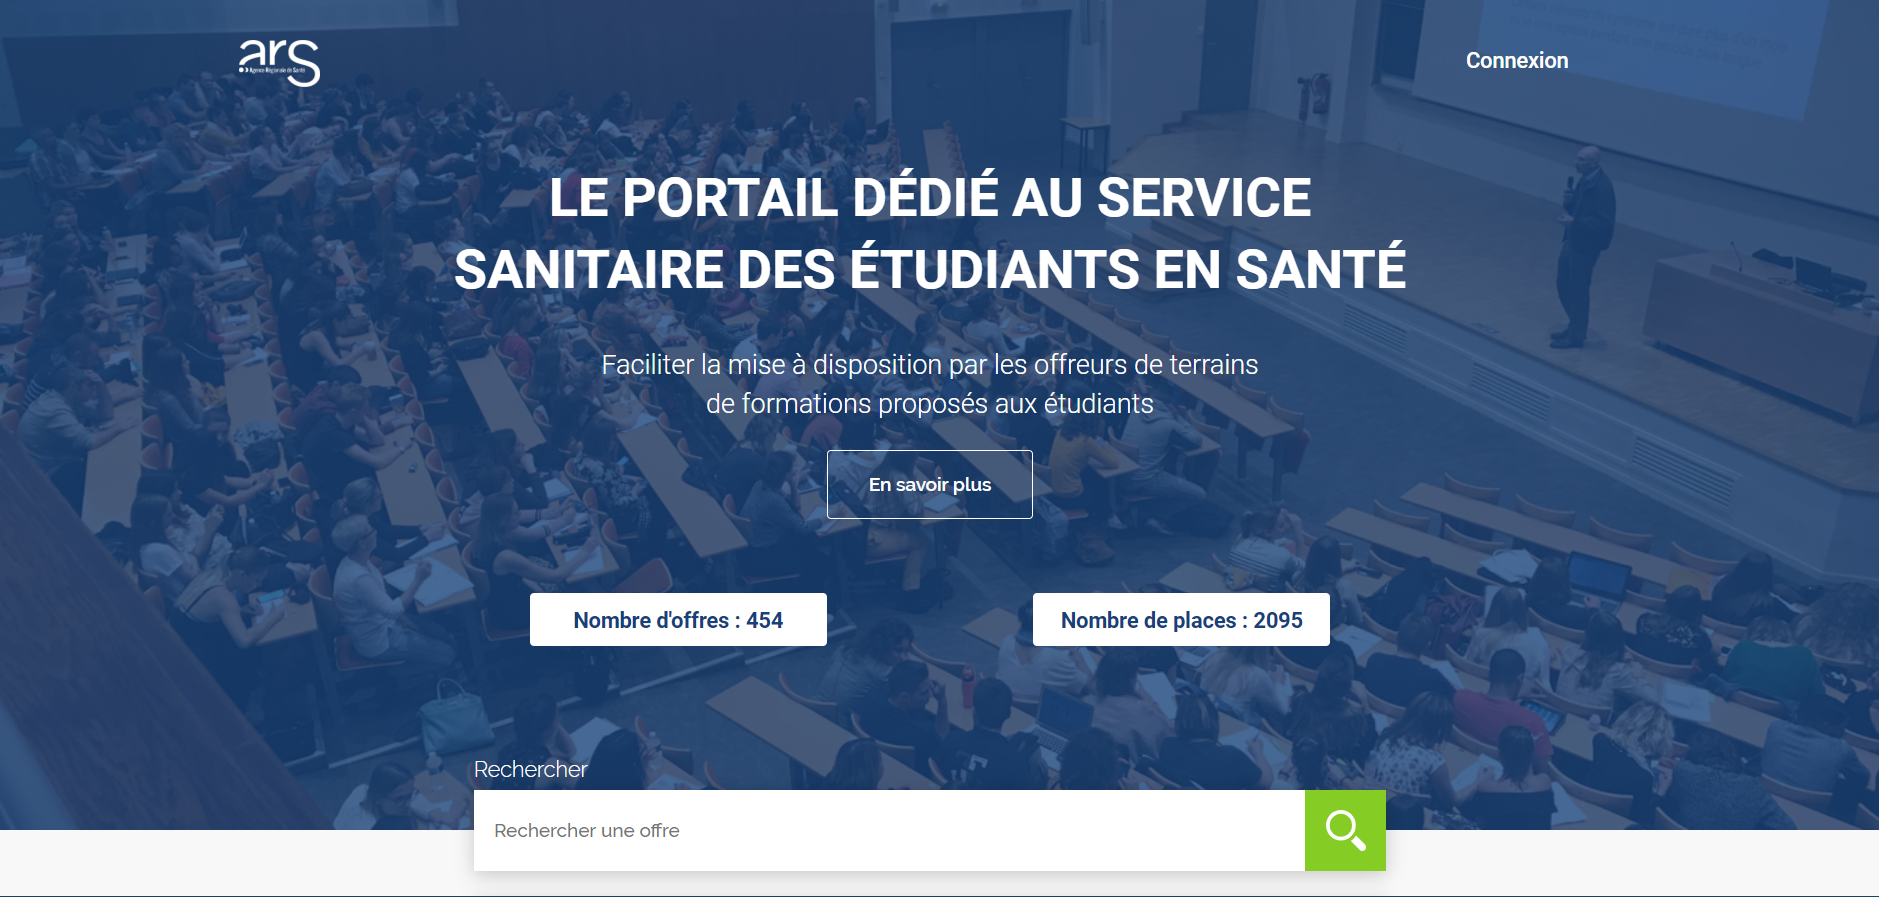 ars
Agence Régionale de Santé
Connexion
LE PORTAIL DÉDIÉ AU SERVICE
SANITAIRE DES ÉTUDIANTS EN SANTÉ
Faciliter la mise à disposition par les offreurs de terrains
de formations proposés aux étudiants
En savoir plus
Nombre d'offres : 454
Nombre de places : 2095
Rechercher
Rechercher une offre